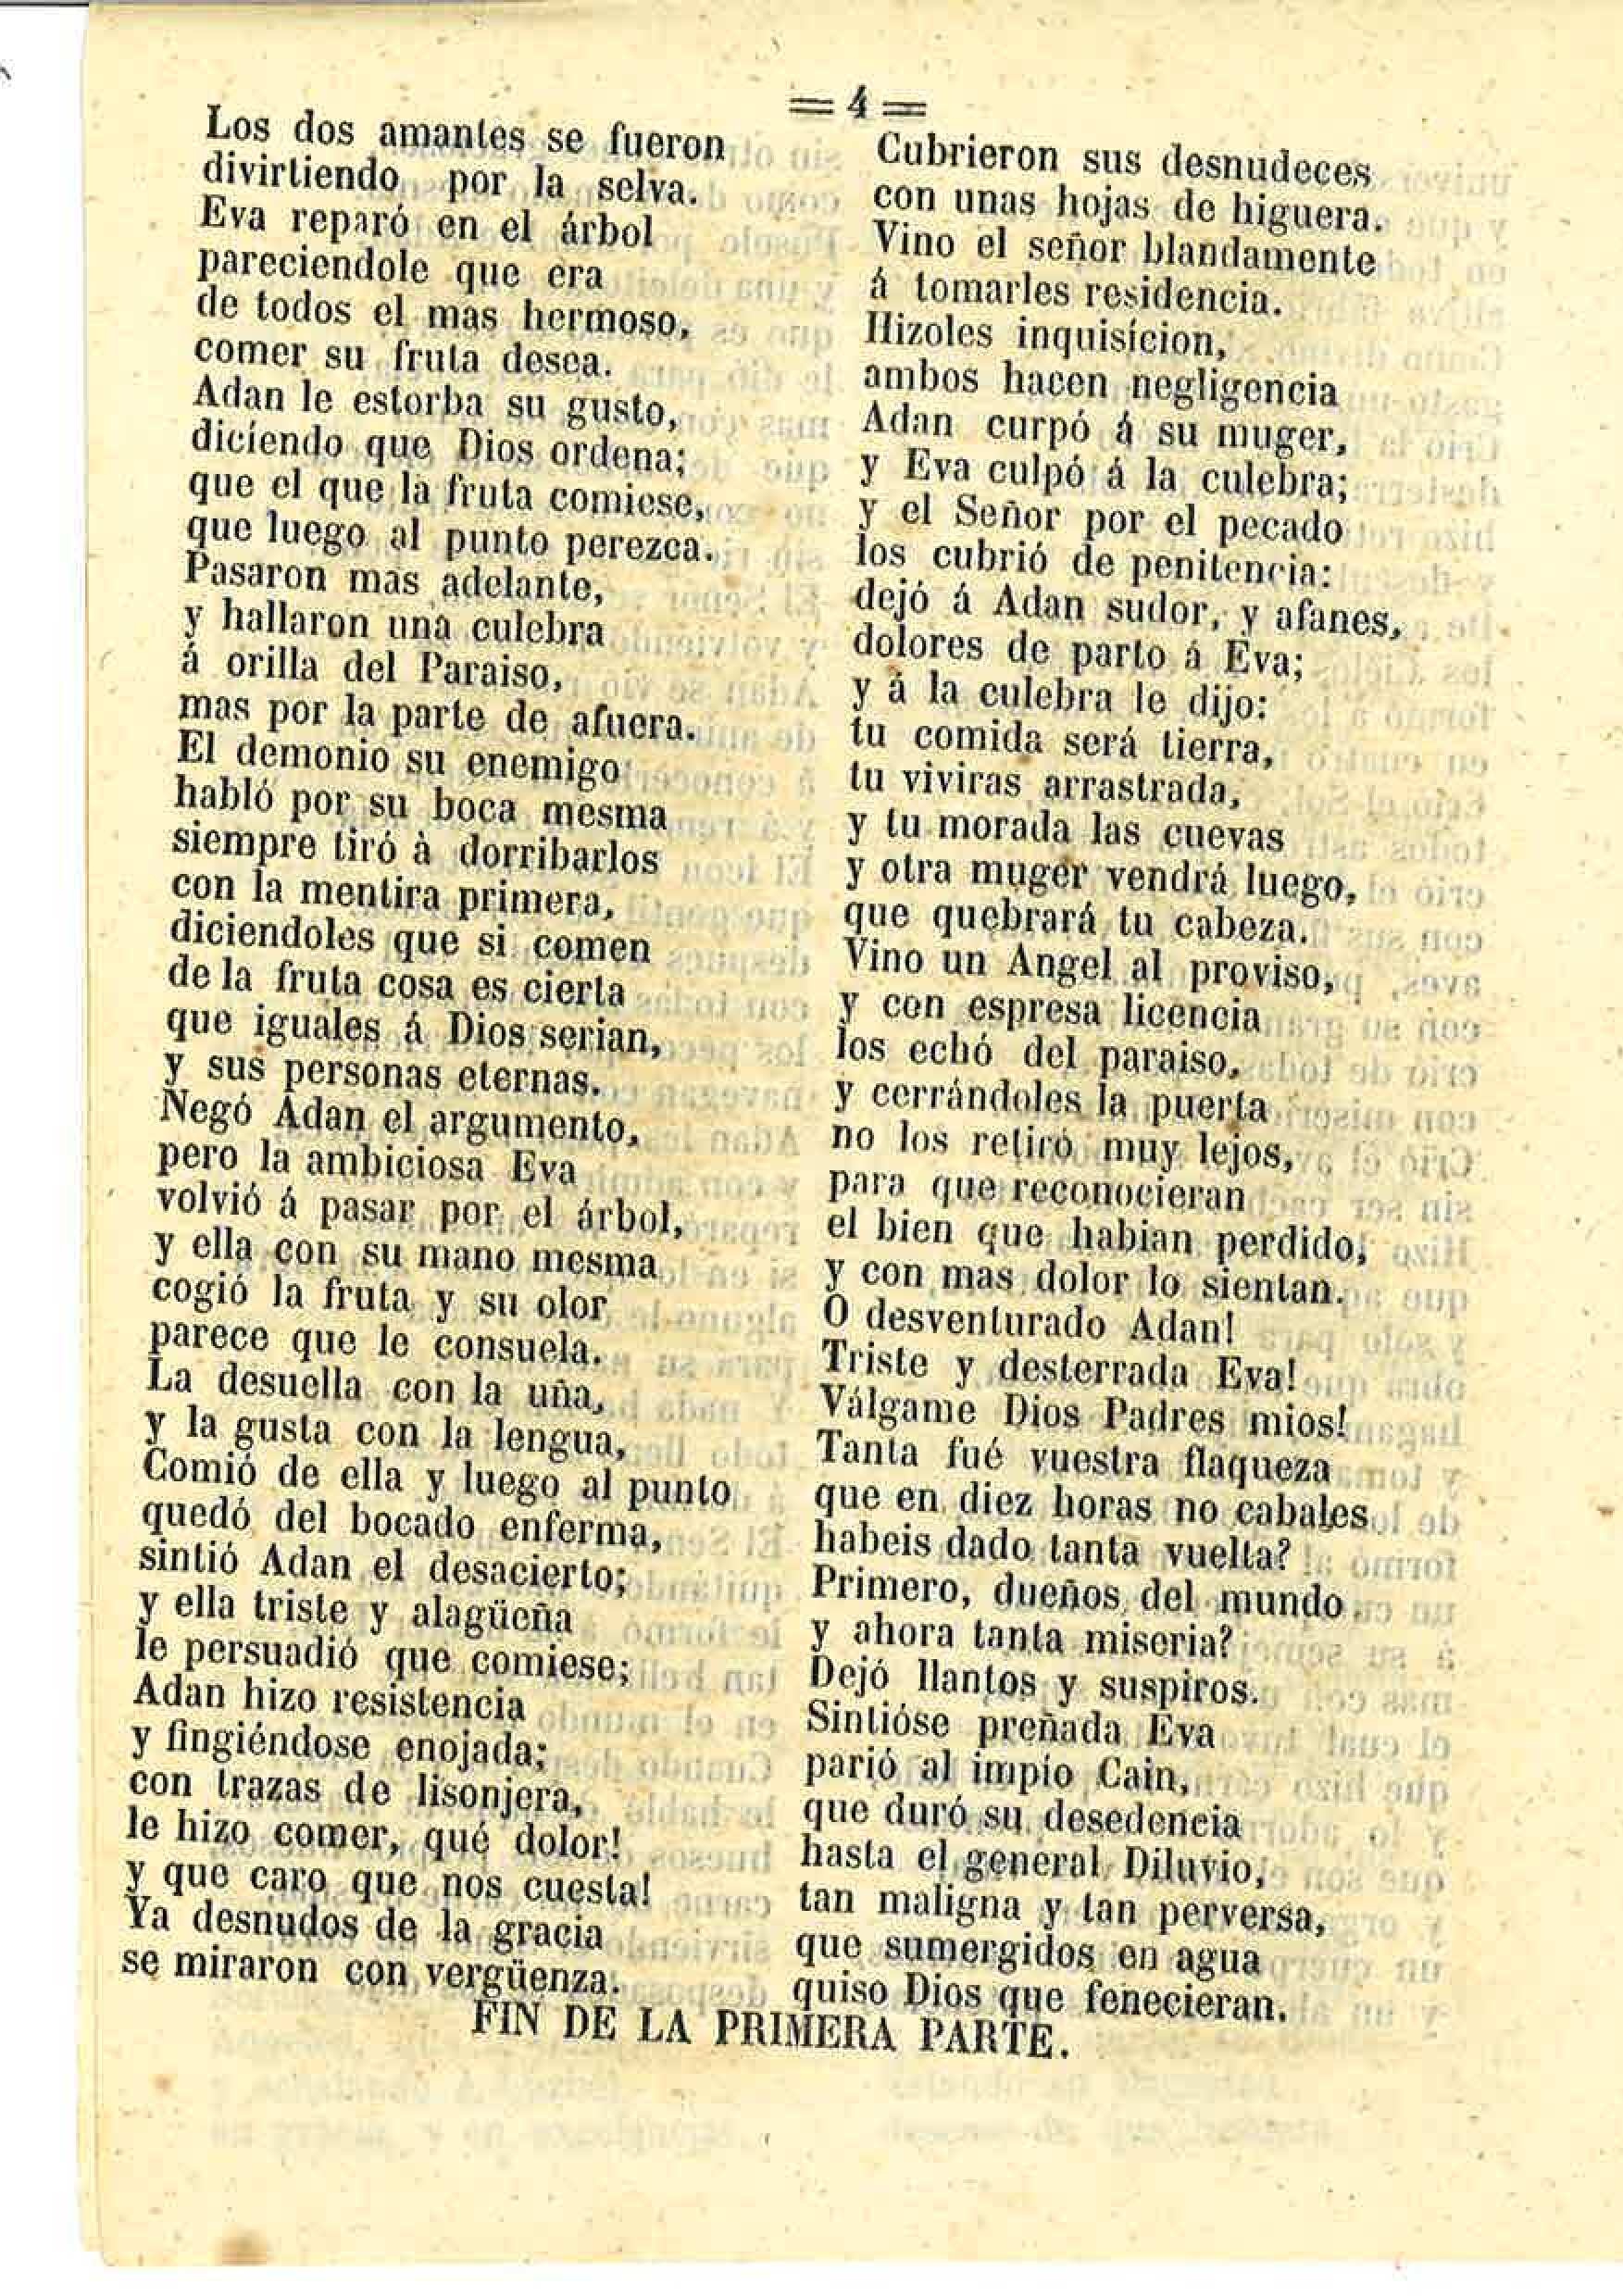 = 4 =
Los dos amantes se fueron
divirtiendo por la selva.
Eva reparó en el árbol
pareciendole que era
de todos el mas hermoso,
comer su fruta desea.
Adan le estorba su gusto,
diciendo que Dios ordena;
que el que la fruta comiese,
que luego al punto perezca.
Pasaron mas adelante,
y hallaron una culebra
á orilla del Paraiso,
mas por la parte de afuera.
El demonio su enemigo
habló por su boca mesma
siempre tiró à dorribarlos
con la mentira primera,
diciendoles que si comen
de la fruta cosa es cierta
que iguales á Dios serian,
y sus personas eternas.
Negó Adan el argumento,
pero la ambiciosa Eva
volvió á pasar por el árbol,
y ella con su mano mesma
cogió la fruta y su olor
parece que le consuela.
La desuella con la uña,
y la gusta con la lengua,
Comió de ella y luego al punto
quedó del bocado enferma,
sintió Adan el desacierto;
y ella triste y alagüeña
le persuadió que comiese;
Adan hizo resistencia
y fingiéndose enojada;
con trazas de lisonjera,
le hizo comer, qué dolor!
y que caro que nos cuesta!
Ya desnudos de la gracia
se miraron con vergüenza.
Cubrieron sus desnudeces
con unas hojas de higuera.
Vino el señor blandamente
á tomarles residencia.
Hizoles inquisicion,
ambos hacen negligencia
Adan curpó á su muger,
y Eva culpó á la culebra;
y el Señor por el pecado
los cubrió de penitencia:
dejó á Adan sudor, y afanes,
dolores de parto á Eva;
y à la culebra le dijo:
tu comida será tierra,
tu viviras arrastrada,
y tu morada las cuevas
y otra muger vendrá luego,
que quebrará tu cabeza.
Vino un Angel al proviso,
y con espresa licencia
los echó del paraiso,
y cerrándoles la puerta
no los retiró muy lejos,
para que reconocieran
el bien que habian perdido,
y con mas dolor lo sientan.
O desventurado Adan!
Triste y desterrada Eva!
Válgame Dios Padres mios!
Tanta fué vuestra flaqueza
que en diez horas no cabales
habeis dado tanta vuelta?
Primero, dueños del mundo
y ahora tanta miseria?
Dejó llantos y suspiros.
Sintióse preñada Eva
parió al impío Cain,
que duró su desedencia
hasta el general Diluvio,
tan maligna y tan perversa,
que sumergidos en agua
quiso Dios que fenecieran.
FIN DE LA PRIMERA PARTE.